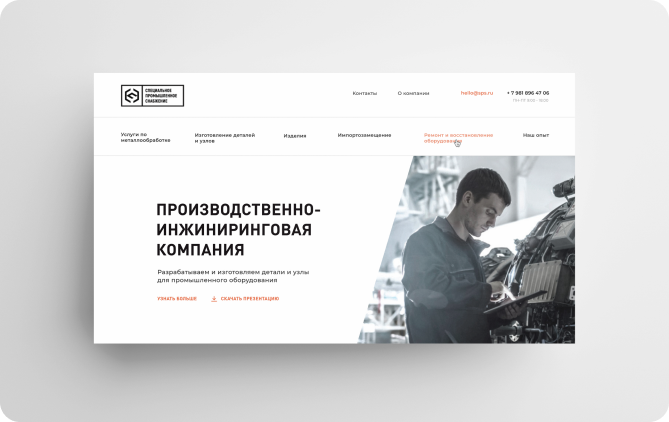 СПЕЦИАЛЬНОЕ
ПРОМЫШЛЕННОЕ
СНАБЖЕНИЕ
Контакты
О компании
hello@sps.ru
+ 7 981 896 47 06
Услуги по
металлообработке
Изготовление деталей
и узлов
Изделия
Импортозамещение
Ремонт и восстановление
оборудования
Наш опыт
ПРОИЗВОДСТВЕННО-
ИНЖИНИРИНГОВАЯ
КОМПАНИЯ
Разрабатываем и изготовляем детали и узлы
для промышленного оборудования
УЗНАТЬ БОЛЬШЕ
СКАЧАТЬ ПРЕЗЕНТАЦИЮ